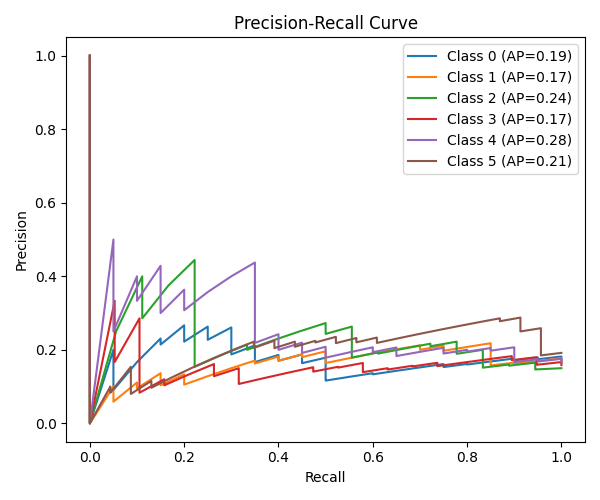 Precision-Recall Curve
1.0
0.8
0.6
0.4
0.2
0.0
Precision
Class 0 (AP=0.19)
Class 1 (AP=0.17)
Class 2 (AP=0.24)
Class 3 (AP=0.17)
Class 4 (AP=0.28)
Class 5 (AP=0.21)
0.0 0.2 0.4 0.6 0.8 1.0
Recall